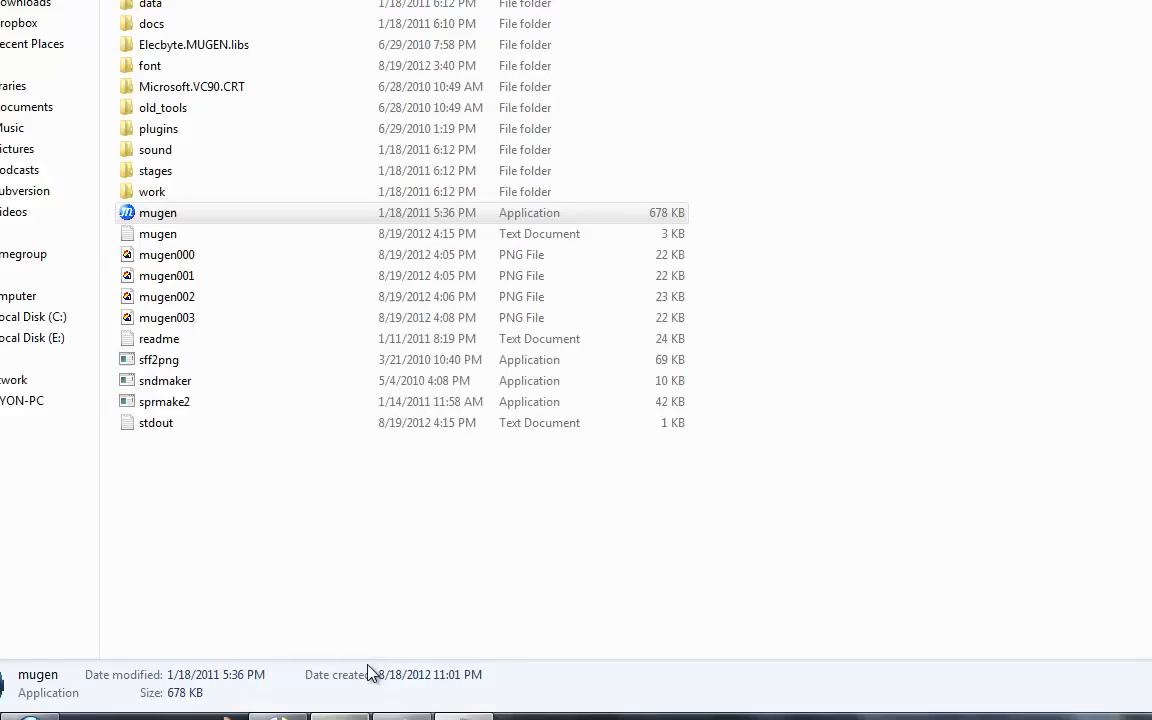 ownloads
ropbox
ecent Places
raries
ocuments
Music
ictures
odcasts
ubversion
ideos
megroup
mputer
ocal Disk (C:)
ocal Disk (E:)
twork
YON-PC
data 1/18/2011 6:12 PM File folder
docs 1/18/2011 6:10 PM File folder
Elecbyte.MUGEN.libs 6/29/2010 7:58 PM File folder
font 8/19/2012 3:40 PM File folder
Microsoft.VC90.CRT 6/28/2010 10:49 AM File folder
old_tools 6/28/2010 10:49 AM File folder
plugins 6/29/2010 1:19 PM File folder
sound 1/18/2011 6:12 PM File folder
stages 1/18/2011 6:12 PM File folder
work 1/18/2011 6:12 PM File folder
mugen 1/18/2011 5:36 PM Application 678 KB
mugen 8/19/2012 4:15 PM Text Document 3 KB
mugen000 8/19/2012 4:05 PM PNG File 22 KB
mugen001 8/19/2012 4:05 PM PNG File 22 KB
mugen002 8/19/2012 4:06 PM PNG File 23 KB
mugen003 8/19/2012 4:08 PM PNG File 22 KB
readme 1/11/2011 8:19 PM Text Document 24 KB
sff2png 3/21/2010 10:40 PM Application 69 KB
sndmaker 5/4/2010 4:08 PM Application 10 KB
sprmake2 1/14/2011 11:58 AM Application 42 KB
stdout 8/19/2012 4:15 PM Text Document 1 KB
mugen Date modified: 1/18/2011 5:36 PM Date created 8/18/2012 11:01 PM
Application Size: 678 KB